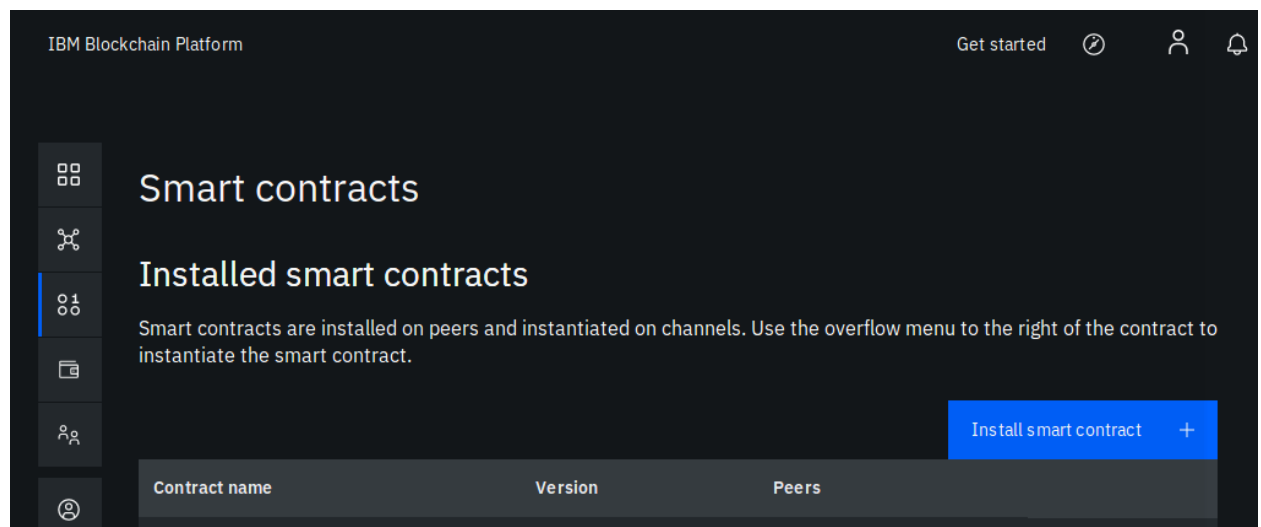 IBM Blockchain Platform
Get started
Smart contracts
Installed smart contracts
Smart contracts are installed on peers and instantiated on channels. Use the overflow menu to the right of the contract to
instantiate the smart contract.
Install smart contract +
Contract name Version Peers